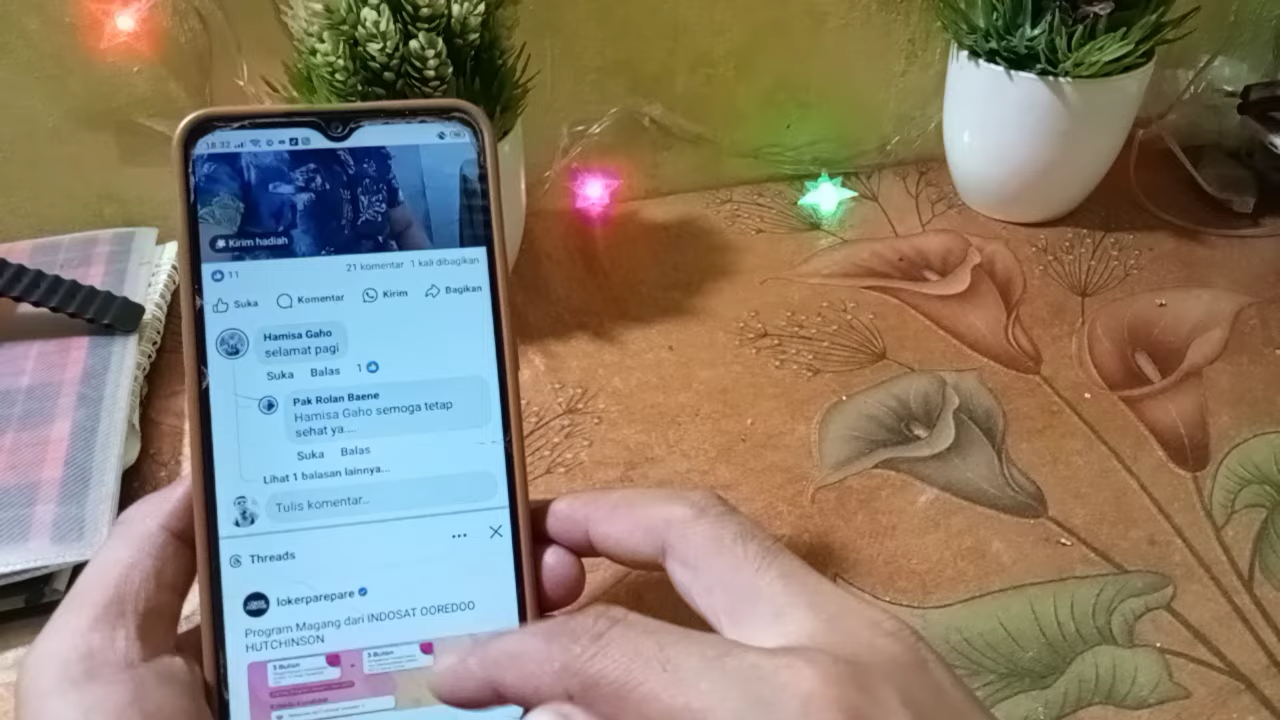 18.32
Kirim hadiah
11
21 komentar 1 kali dibagikan
Suka Komentar Kirim Bagikan
Hamisa Gaho
selamat pagi
Suka Balas 1
Pak Rolan Baene
Hamisa Gaho semoga tetap
sehat ya....
Suka Balas
Lihat 1 balasan lainnya...
Tulis komentar...
Threads
lokerparepare
Program Magang dari INDOSAT OOREDOO
HUTCHINSON
3 Bulan
3 Bulan